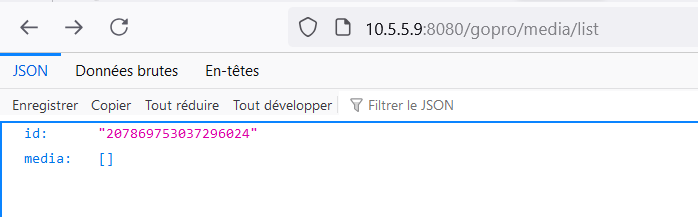 10.5.5.9:8080/gopro/media/list
JSON Données brutes En-têtes
Enregistrer Copier Tout réduire Tout développer Filtrer le JSON
id: "207869753037296024"
media: []